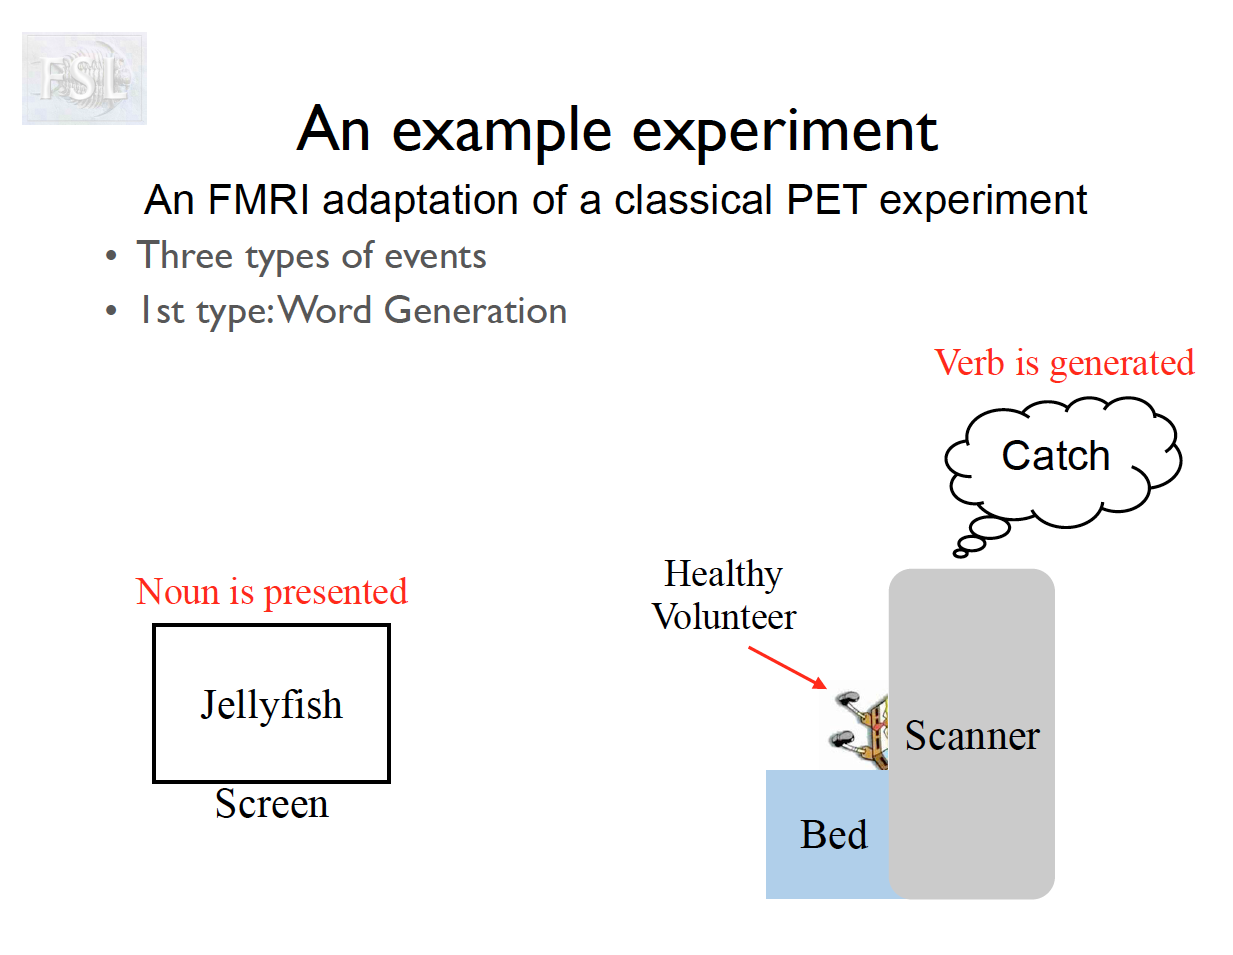 FSL
An example experiment
An FMRI adaptation of a classical PET experiment
• Three types of events
• 1st type: Word Generation
Verb is generated
Catch
Healthy
Volunteer
Noun is presented
Jellyfish
Screen
Scanner
Bed